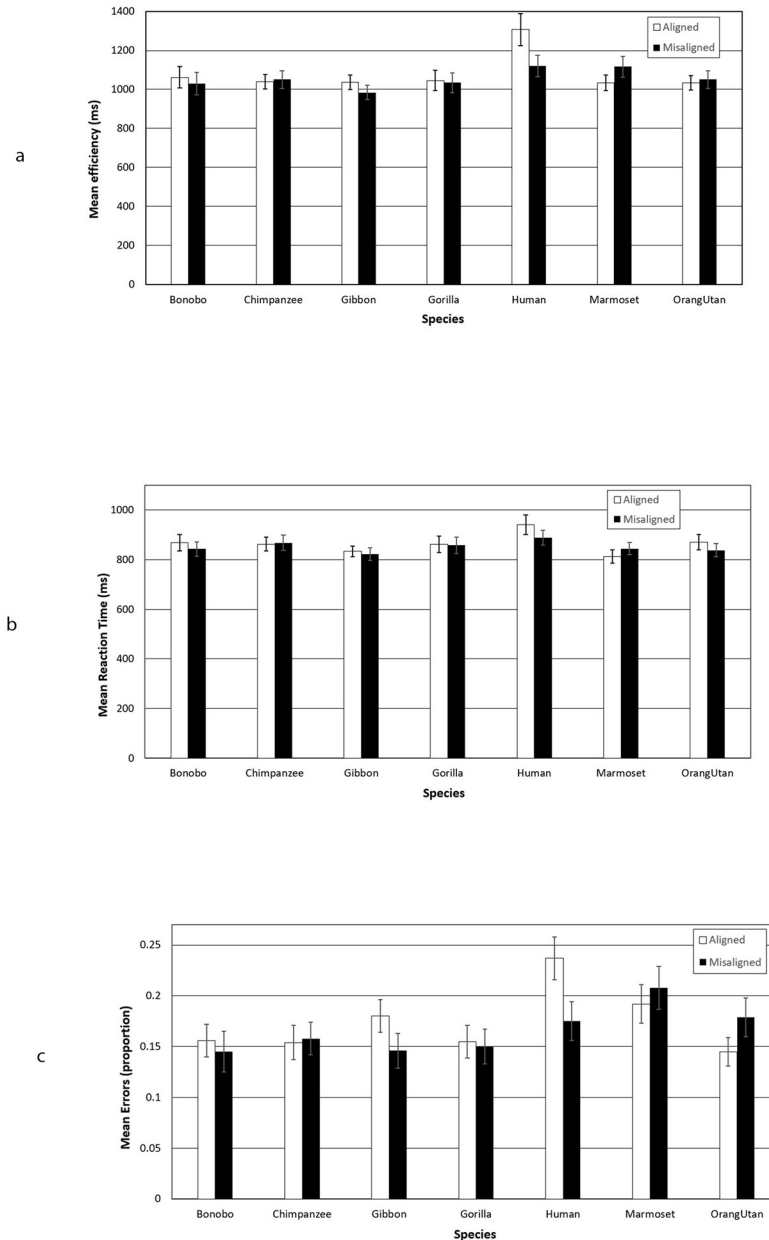 a
Mean efficiency (ms)
1400
1200
1000
800
600
400
200
0
Aligned
Misaligned
Bonobo Chimpanzee Gibbon Gorilla Human Marmoset OrangUtan
Species
b
Mean Reaction Time (ms)
1000
800
600
400
200
0
Aligned
Misaligned
Bonobo Chimpanzee Gibbon Gorilla Human Marmoset OrangUtan
Species
c
Mean Errors (proportion)
0.25
0.2
0.15
0.1
0.05
0
Aligned
Misaligned
Bonobo Chimpanzee Gibbon Gorilla Human Marmoset OrangUtan
Species